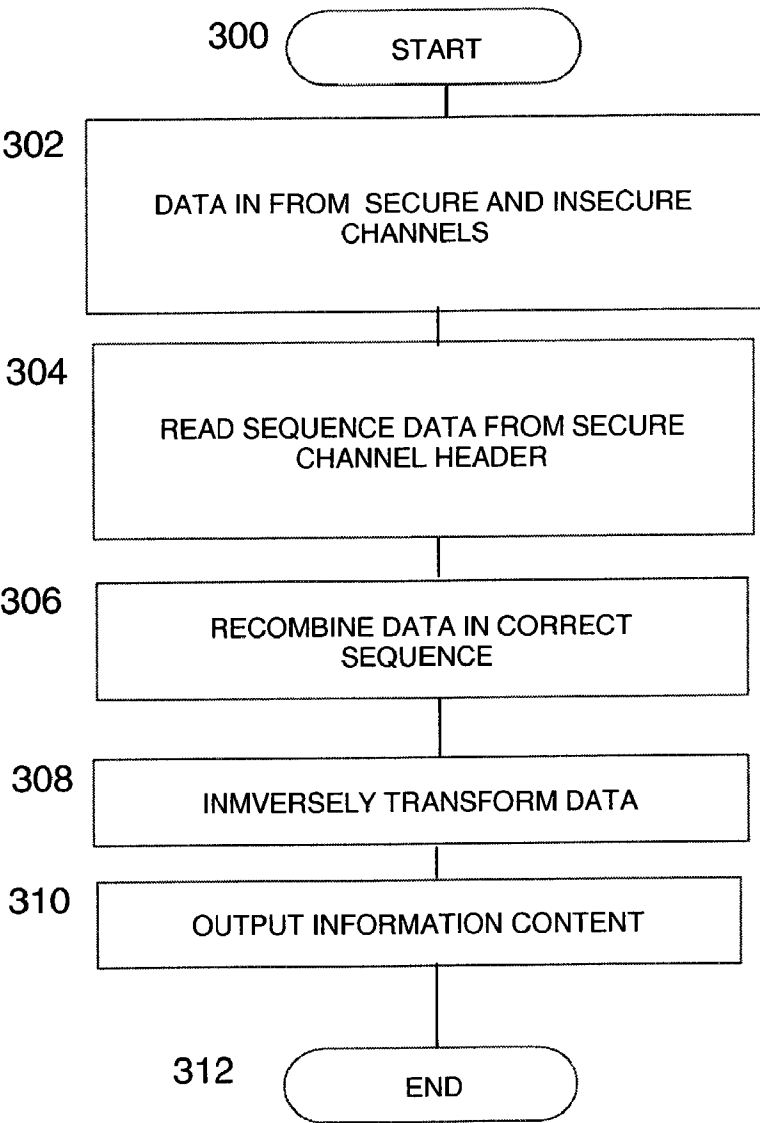 300
START
302
DATA IN FROM SECURE AND INSECURE
CHANNELS
304
READ SEQUENCE DATA FROM SECURE
CHANNEL HEADER
306
RECOMBINE DATA IN CORRECT
SEQUENCE
308
INMVERSELY TRANSFORM DATA
310
OUTPUT INFORMATION CONTENT
312
END